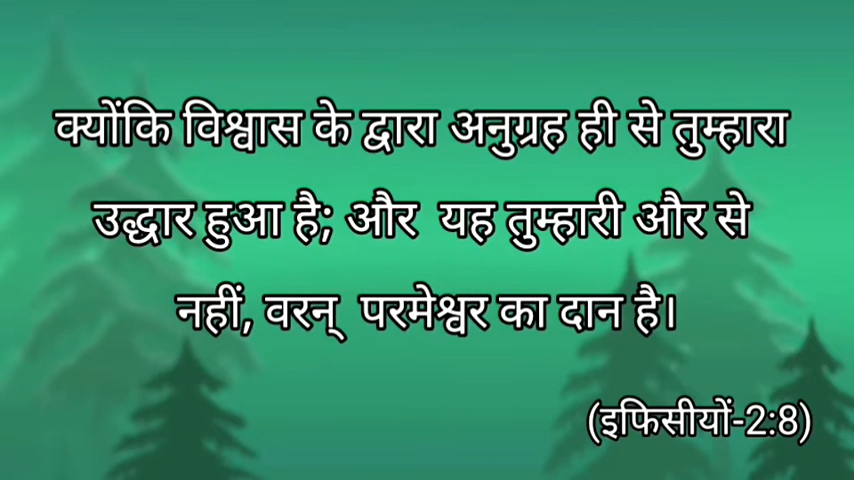 क्योंकि विश्वास के द्वारा अनुग्रह ही से तुम्हारा
उद्धार हुआ है; और यह तुम्हारी और से
नहीं, वरन् परमेश्वर का दान है।
(इफिसीयों-2:8)